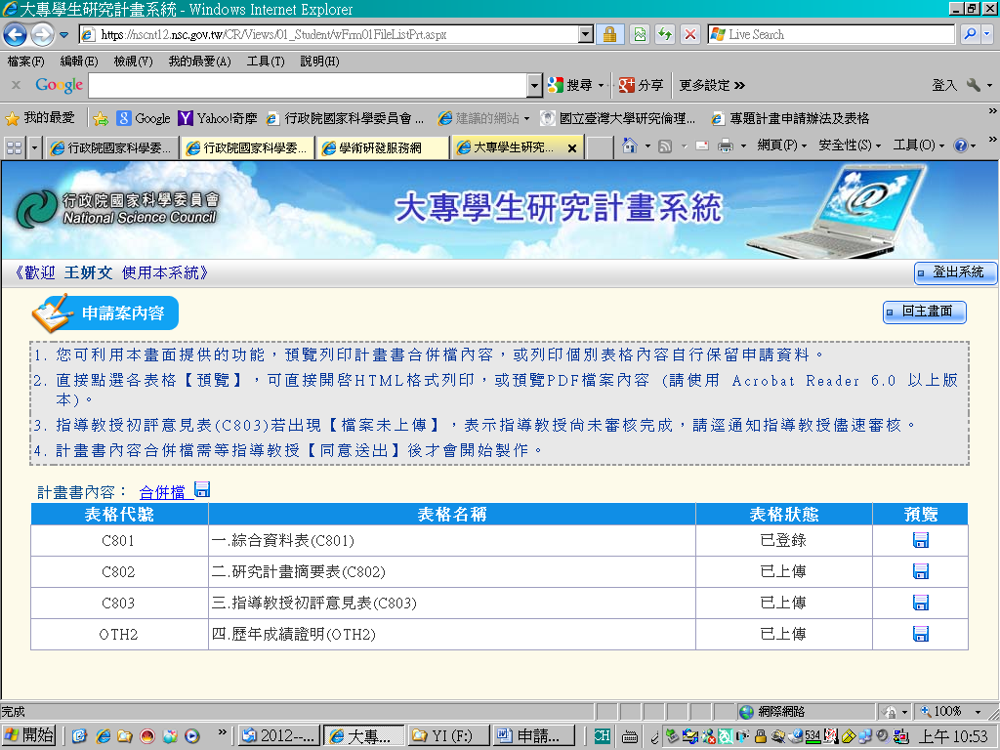 大專學生研究計畫系統 - Windows Internet Explorer
https://nscnt12.nsc.gov.tw/CR/Views/01_Student/wFrm01FileListPrt.aspx
Live Search
檔案(F) 編輯(E) 檢視(V) 我的最愛(A) 工具(T) 說明(H)
Google 搜尋 分享 更多設定 » 登入
我的最愛 Google Yahoo!奇摩 行政院國家科學委員會 ... 建議的網站 國立臺灣大學研究倫理... 專題計畫申請辦法及表格 »
行政院國家科學委... 行政院國家科學委... 學術研發服務網 大專學生研究... 網頁(P) 安全性(S) 工具(O) »
行政院國家科學委員會
National Science Council
大專學生研究計畫系統
《歡迎 王妍文 使用本系統》
登出系統
申請案內容
回主畫面
1. 您可利用本畫面提供的功能，預覽列印計畫書合併檔內容，或列印個別表格內容自行保留申請資料。
2. 直接點選各表格【預覽】，可直接開啟HTML格式列印，或預覽PDF檔案內容 (請使用 Acrobat Reader 6.0 以上版
本)。
3. 指導教授初評意見表(C803)若出現【檔案未上傳】，表示指導教授尚未審核完成，請逕通知指導教授儘速審核。
4. 計畫書內容合併檔需等指導教授【同意送出】後才會開始製作。
計畫書內容： 合併檔
表格代號 表格名稱 表格狀態 預覽
C801 一.綜合資料表(C801) 已登錄
C802 二.研究計畫摘要表(C802) 已上傳
C803 三.指導教授初評意見表(C803) 已上傳
OTH2 四.歷年成績證明(OTH2) 已上傳
完成 網際網路 100%
開始 » 2012--... 大專... YI (F:) 申請... CH 534 上午 10:53